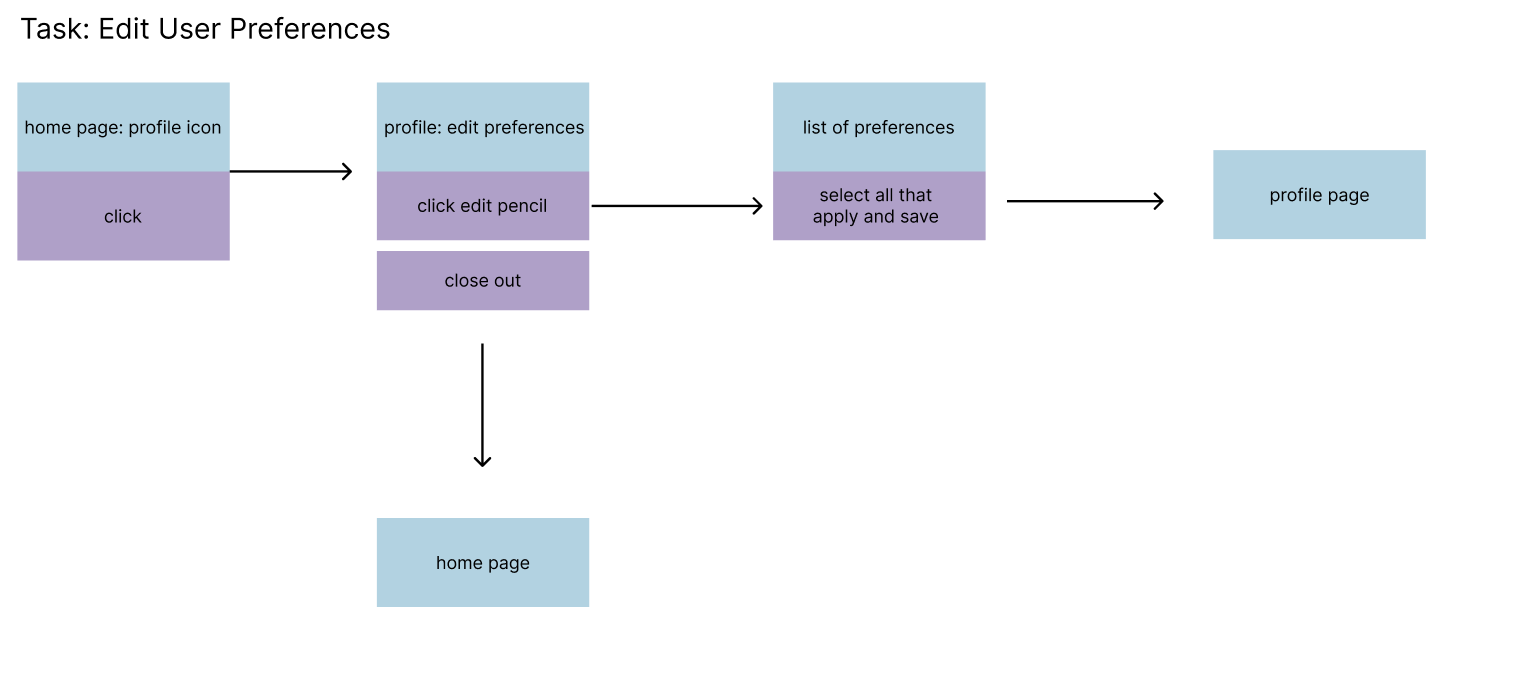 Task: Edit User Preferences
home page: profile icon
click
profile: edit preferences
click edit pencil
close out
list of preferences
select all that
apply and save
profile page
home page